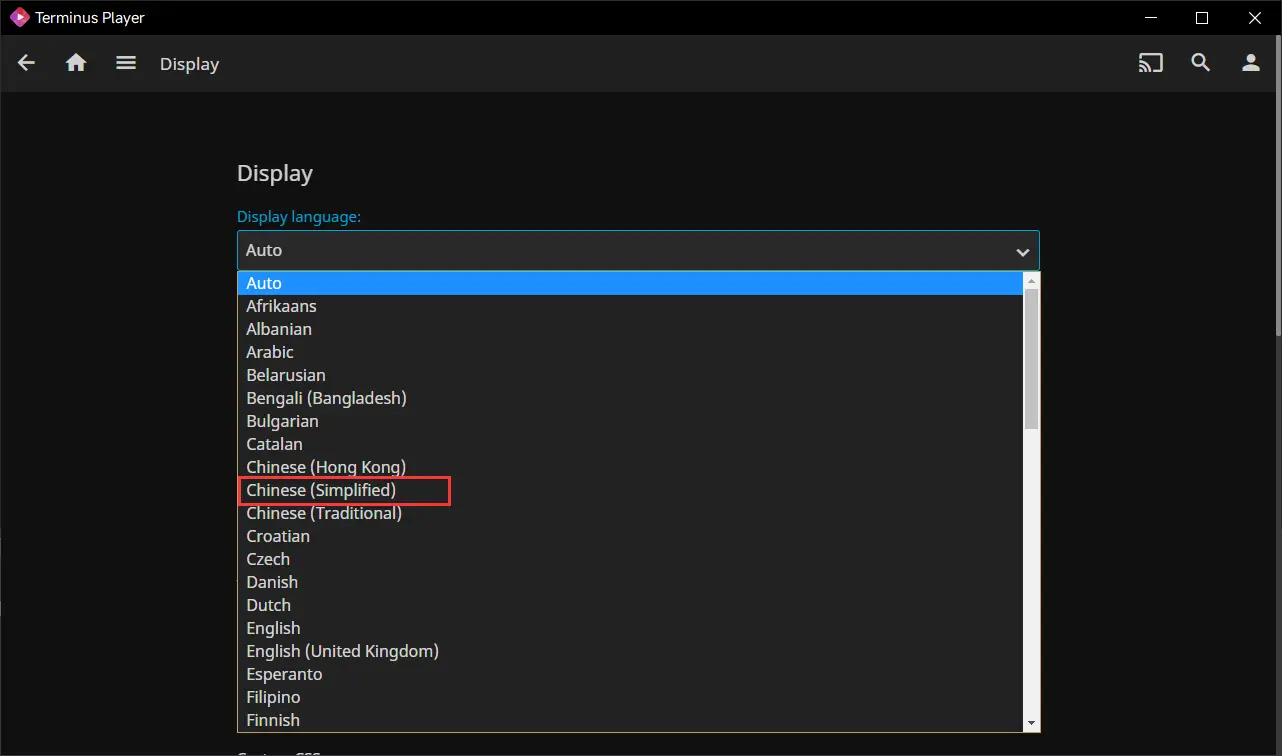 Terminus Player
Display
Display
Display language:
Auto
Auto
Afrikaans
Albanian
Arabic
Belarusian
Bengali (Bangladesh)
Bulgarian
Catalan
Chinese (Hong Kong)
Chinese (Simplified)
Chinese (Traditional)
Croatian
Czech
Danish
Dutch
English
English (United Kingdom)
Esperanto
Filipino
Finnish